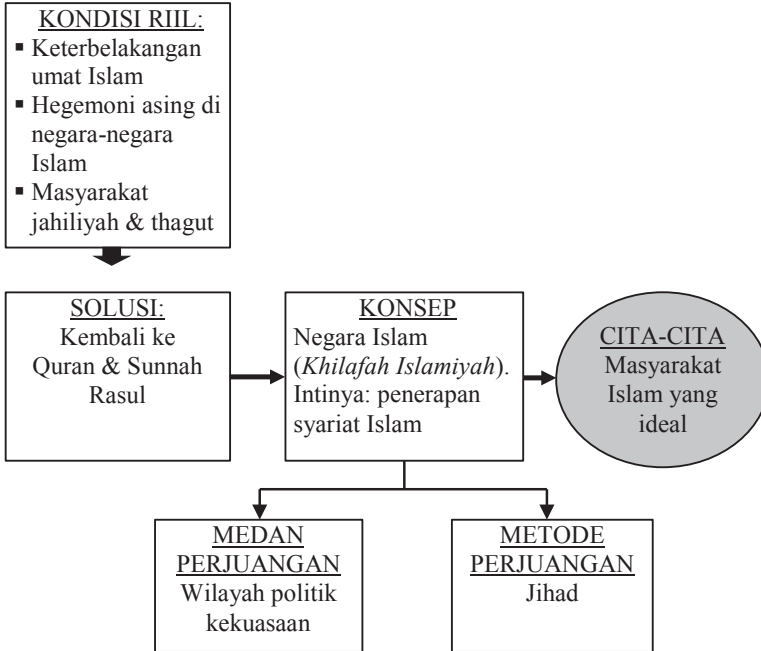 KONDISI RIIL:
▪ Keterbelakangan
umat Islam
▪ Hegemoni asing di
negara-negara
Islam
▪ Masyarakat
jahiliyah & thagut
SOLUSI:
Kembali ke
Quran & Sunnah
Rasul
KONSEP
Negara Islam
(Khilafah Islamiyah).
Intinya: penerapan
syariat Islam
CITA-CITA
Masyarakat
Islam yang
ideal
MEDAN
PERJUANGAN
Wilayah politik
kekuasaan
METODE
PERJUANGAN
Jihad